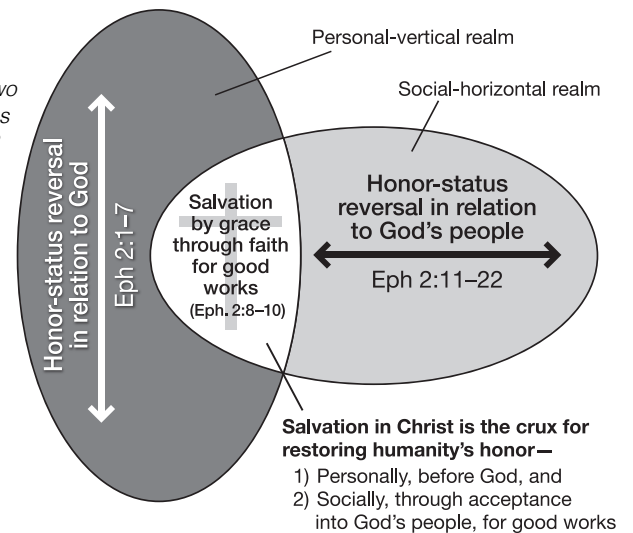 Personal-vertical realm
Social-horizontal realm
Honor-status reversal
in relation to God
Eph 2:1–7
Salvation
by grace
through faith
for good
works
(Eph. 2:8–10)
Honor-status
reversal in relation
to God’s people
Eph 2:11–22
Salvation in Christ is the crux for
restoring humanity’s honor—
1) Personally, before God, and
2) Socially, through acceptance
into God’s people, for good works